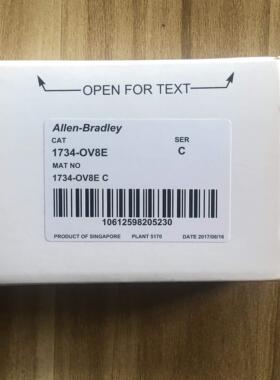 OPEN FOR TEXT
Allen-Bradley
CAT SER
1734-OV8E C
MAT NO
1734-OV8E C
10612598205230
PRODUCT OF SINGAPORE PLANT 5170 DATE 2017/06/16